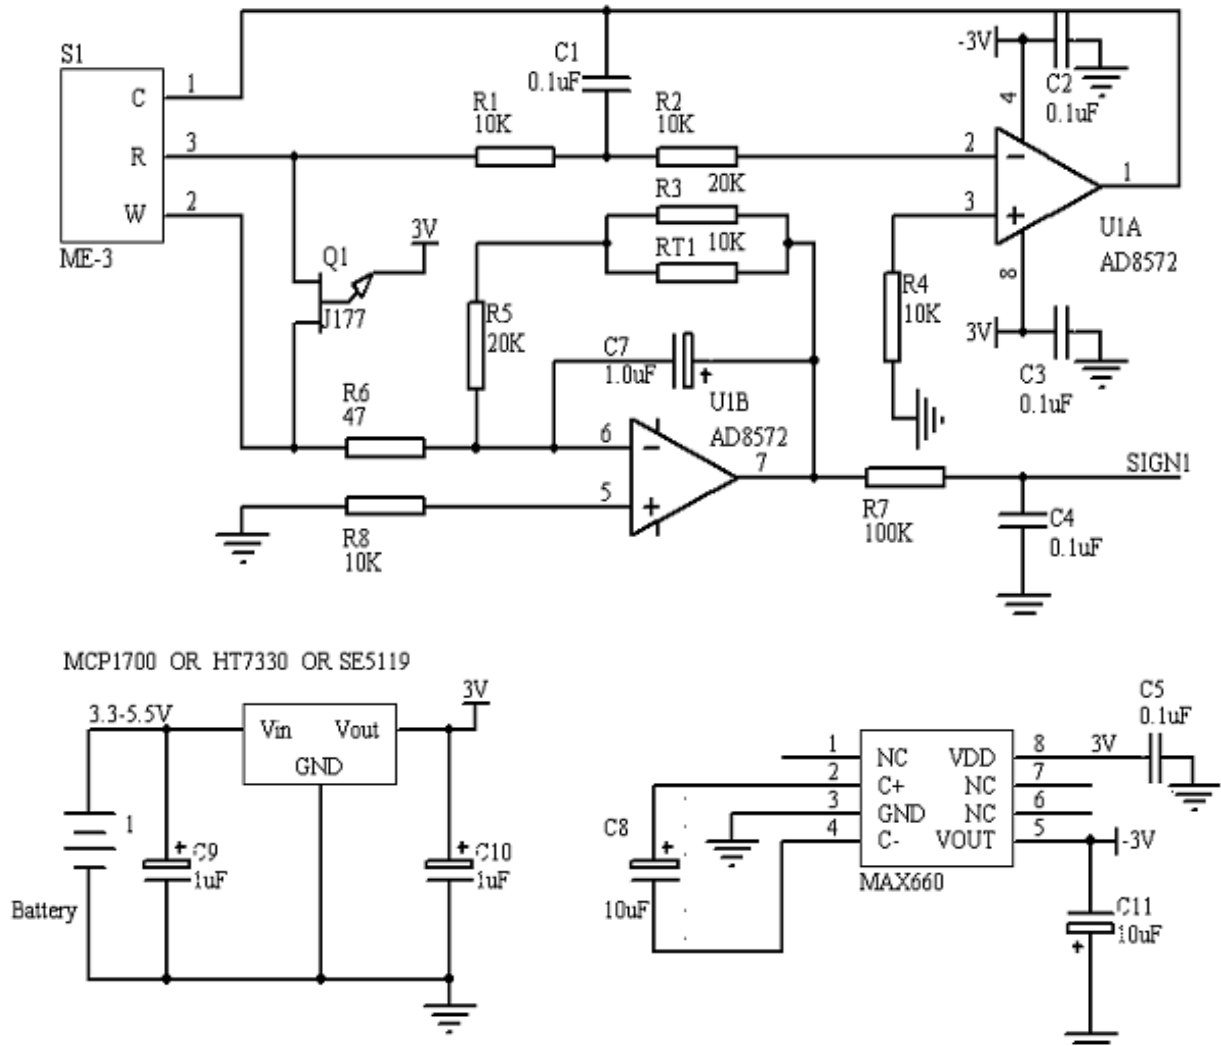 S1
C
R
W
1
3
2
ME-3
C1
0.1uF
R1
10K
R2
10K
20K
R3
10K
RT1
-3V
4
C2
0.1uF
2
3
1
U1A
AD8572
8
3V
C3
0.1uF
R4
10K
Q1
3V
J177
R5
20K
C7
1.0uF
U1B
AD8572
R6
47
6
5
7
R8
10K
R7
100K
SIGN1
C4
0.1uF
MCP1700 OR HT7330 OR SE5119
3.3-5.5V
Vin
Vout
GND
3V
1
Battery
C9
1uF
C10
1uF
C5
0.1uF
1
2
3
4
NC
C+
GND
C-
VDD
NC
NC
VOUT
8
7
6
5
3V
-3V
C8
10uF
MAX660
C11
10uF